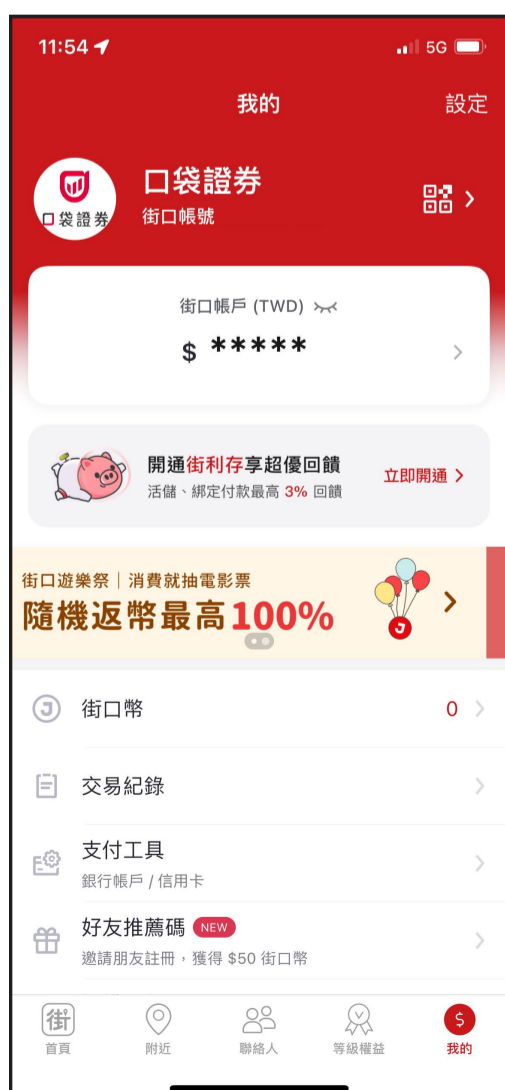 11:54
5G
我的
設定
口袋證券
口袋證券
街口帳號
街口帳戶 (TWD)
$ *****
開通街利存享超優回饋
活儲、綁定付款最高 3% 回饋
立即開通
街口遊樂祭|消費就抽電影票
隨機返幣最高100%
J
J
街口幣
0
交易紀錄
支付工具
銀行帳戶 / 信用卡
好友推薦碼 NEW
邀請朋友註冊,獲得 $50 街口幣
街
$
首頁
附近
聯絡人
等級權益
我的